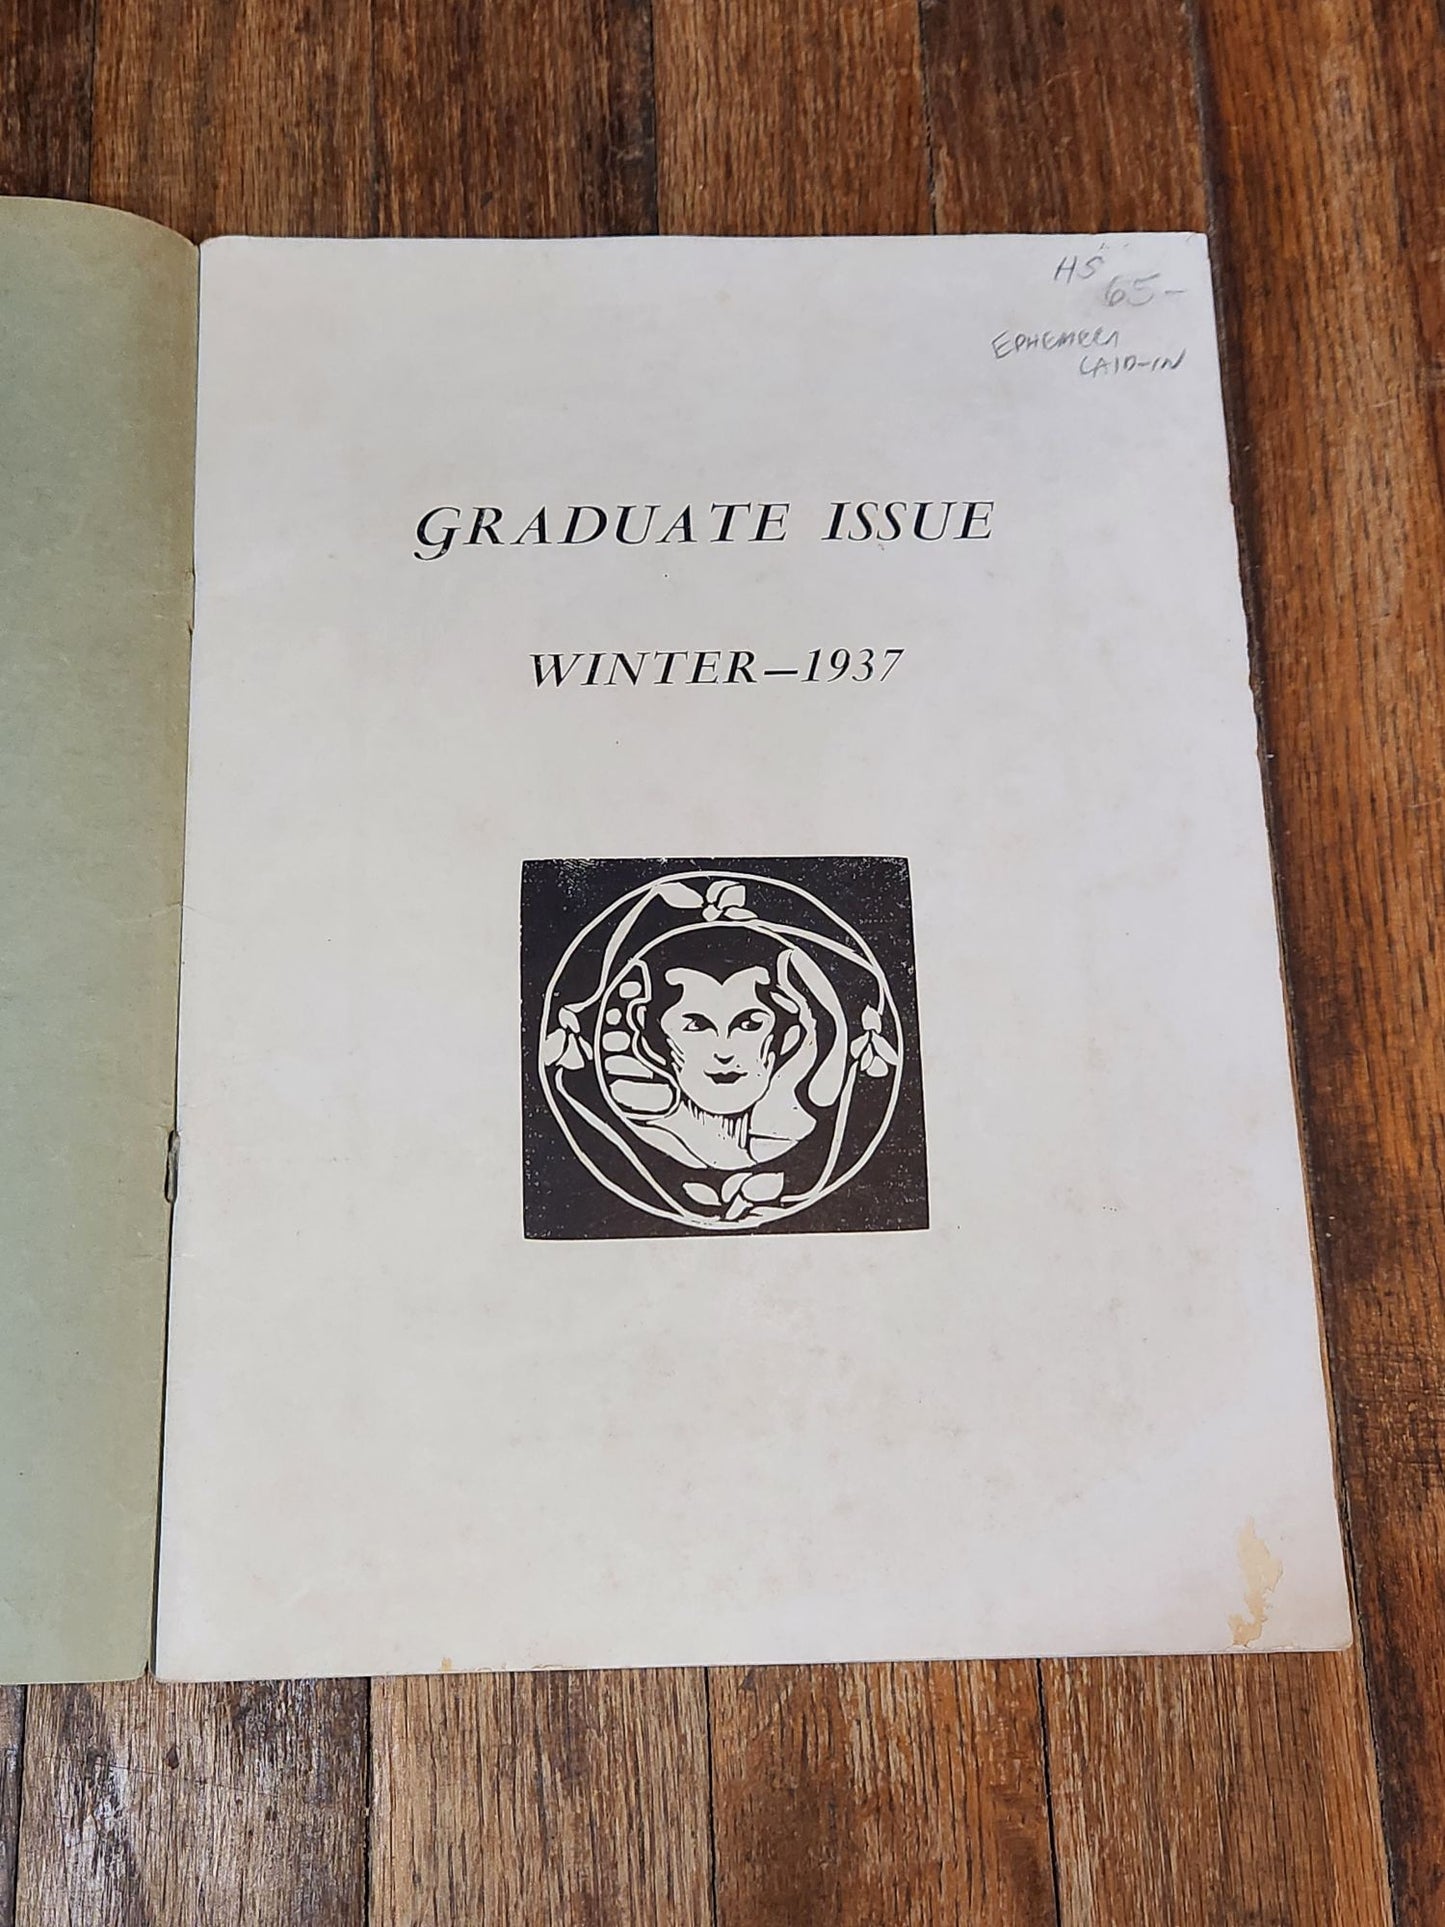 HS
65-
EPHEMERA
LAID-IN
GRADUATE ISSUE
WINTER—1937